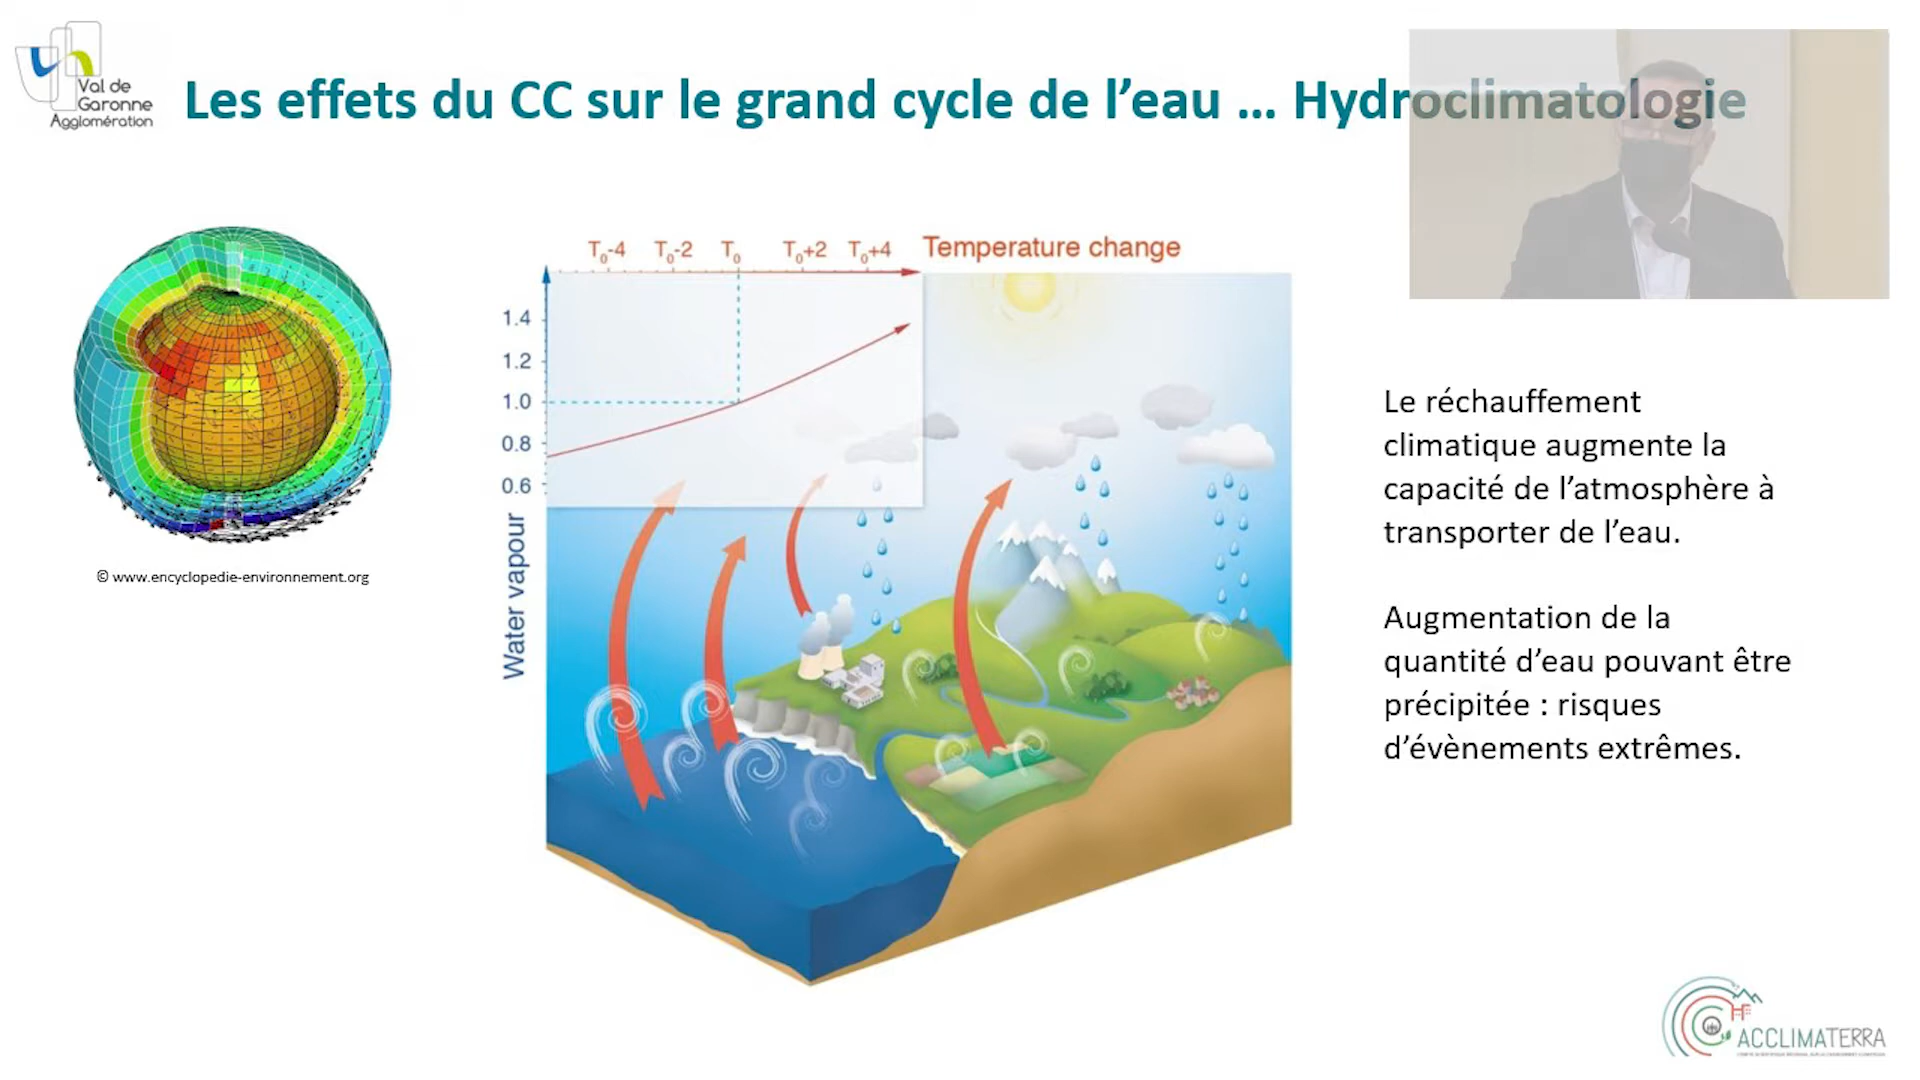 Val de
Garonne
Agglomération
Les effets du CC sur le grand cycle de l’eau ... Hydroclimatologie
T0-4 T0-2 T0 T0+2 T0+4 Temperature change
1.4
1.2
1.0
0.8
0.6
Water vapour
© www.encyclopedie-environnement.org
Le réchauffement
climatique augmente la
capacité de l’atmosphère à
transporter de l’eau.
Augmentation de la
quantité d’eau pouvant être
précipitée : risques
d’évènements extrêmes.
ACCLIMATERRA